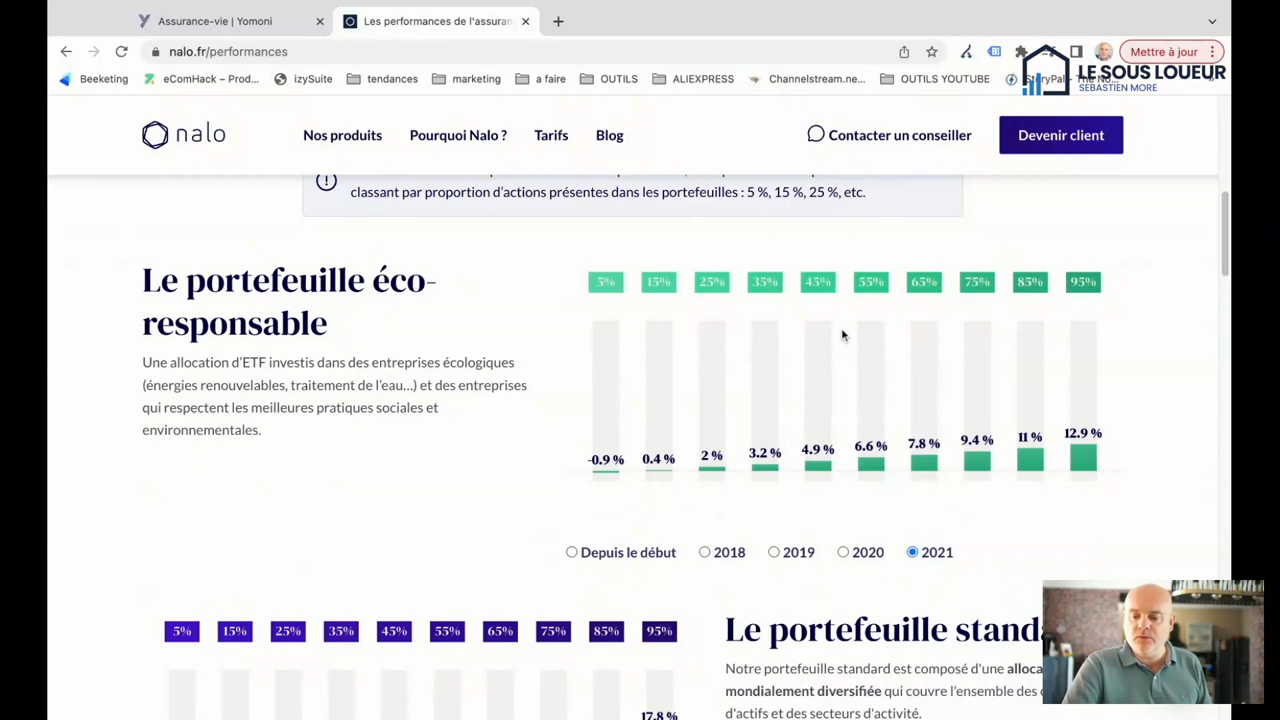 Assurance-vie | Yomoni
Les performances de l'assuran
nalo.fr/performances
Mettre à jour
Beeketing
eComHack – Prod...
izySuite
tendances
marketing
a faire
OUTILS
ALIEXPRESS
Channelstream.ne...
OUTILS YOUTUBE
LE SOUS LOUEUR
SEBASTIEN MORE
nalo
Nos produits
Pourquoi Nalo ?
Tarifs
Blog
Contacter un conseiller
Devenir client
classant par proportion d'actions présentes dans les portefeuilles : 5 %, 15 %, 25 %, etc.
Le portefeuille éco-
responsable
Une allocation d'ETF investis dans des entreprises écologiques
(énergies renouvelables, traitement de l'eau...) et des entreprises
qui respectent les meilleures pratiques sociales et
environnementales.
5% 15% 25% 35% 45% 55% 65% 75% 85% 95%
-0.9 % 0.4 % 2 % 3.2 % 4.9 % 6.6 % 7.8 % 9.4 % 11 % 12.9 %
Depuis le début 2018 2019 2020 2021
5% 15% 25% 35% 45% 55% 65% 75% 85% 95%
17.8 %
Le portefeuille stand
Notre portefeuille standard est composé d'une alloca
mondialement diversifiée qui couvre l'ensemble des
d'actifs et des secteurs d'activité.